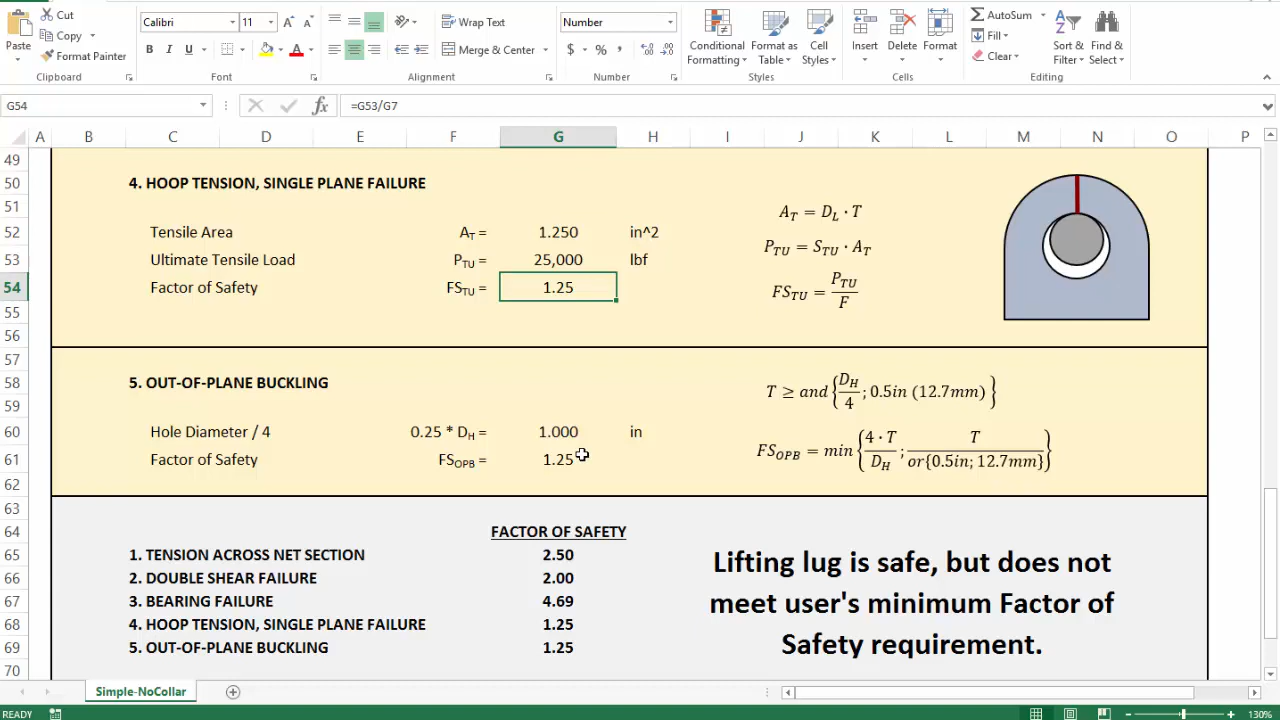 Cut
Copy
Format Painter
Paste
Clipboard
Calibri 11
B I U
Font
Wrap Text
Merge & Center
Alignment
Number
$ % ,
Number
Conditional Formatting
Format as Table
Cell Styles
Styles
Insert Delete Format
Cells
AutoSum
Fill
Clear
Sort & Filter
Find & Select
Editing
G54 fx =G53/G7
A B C D E F G H I J K L M N O P
49
50 4. HOOP TENSION, SINGLE PLANE FAILURE
51 A_T = D_L · T
52 Tensile Area A_T = 1.250 in^2
P_TU = S_TU · A_T
53 Ultimate Tensile Load P_TU = 25,000 lbf
54 Factor of Safety FS_TU = 1.25 FS_TU = P_TU / F
55
56
57
58 5. OUT-OF-PLANE BUCKLING T ≥ and {D_H/4 ; 0.5in (12.7mm)}
59
60 Hole Diameter / 4 0.25 * D_H = 1.000 in
61 Factor of Safety FS_OPB = 1.25 FS_OPB = min {4 · T / D_H ; T / or{0.5in; 12.7mm}}
62
63
64 FACTOR OF SAFETY
65 1. TENSION ACROSS NET SECTION 2.50
66 2. DOUBLE SHEAR FAILURE 2.00
67 3. BEARING FAILURE 4.69
68 4. HOOP TENSION, SINGLE PLANE FAILURE 1.25
69 5. OUT-OF-PLANE BUCKLING 1.25
70
Lifting lug is safe, but does not
meet user's minimum Factor of
Safety requirement.
Simple-NoCollar
READY 130%